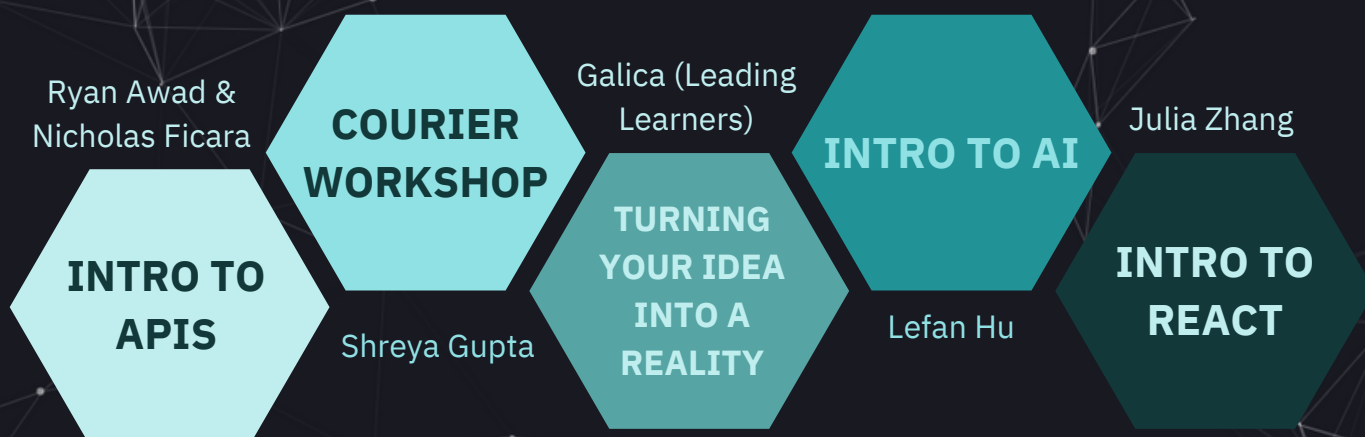 Ryan Awad &
Nicholas Ficara
INTRO TO
APIS
COURIER
WORKSHOP
Shreya Gupta
Galica (Leading
Learners)
TURNING
YOUR IDEA
INTO A
REALITY
INTRO TO AI
Lefan Hu
Julia Zhang
INTRO TO
REACT